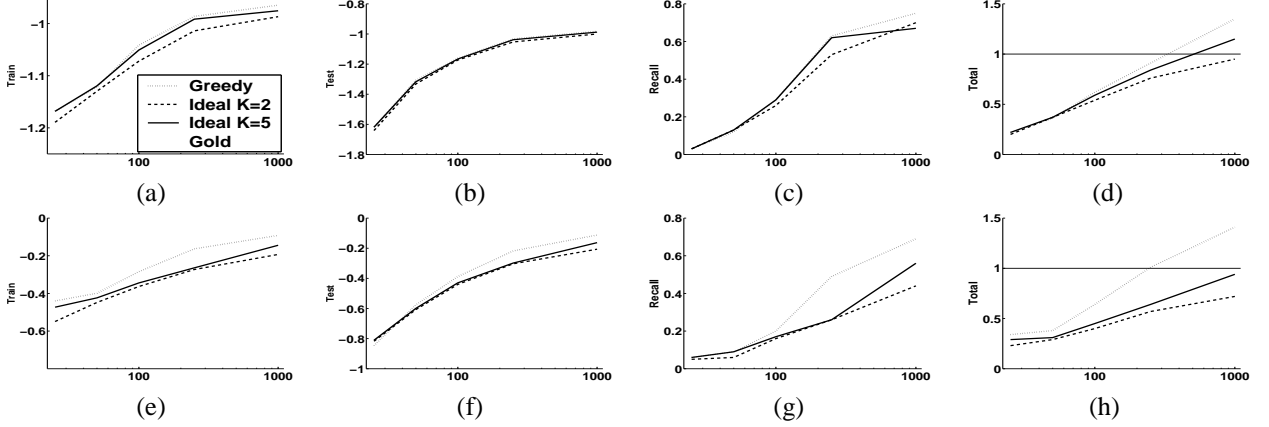 −1
−1.1
−1.2
Train
100
1000
Greedy
Ideal K=2
Ideal K=5
Gold
(a)
−0.8
−1
−1.2
−1.4
−1.6
−1.8
Test
100
1000
(b)
0.8
0.6
0.4
0.2
0
Recall
100
1000
(c)
1.5
1
0.5
0
Total
100
1000
(d)
0
−0.2
−0.4
−0.6
Train
100
1000
(e)
0
−0.2
−0.4
−0.6
−0.8
−1
Test
100
1000
(f)
0.8
0.6
0.4
0.2
0
Recall
100
1000
(g)
1.5
1
0.5
0
Total
100
1000
(h)